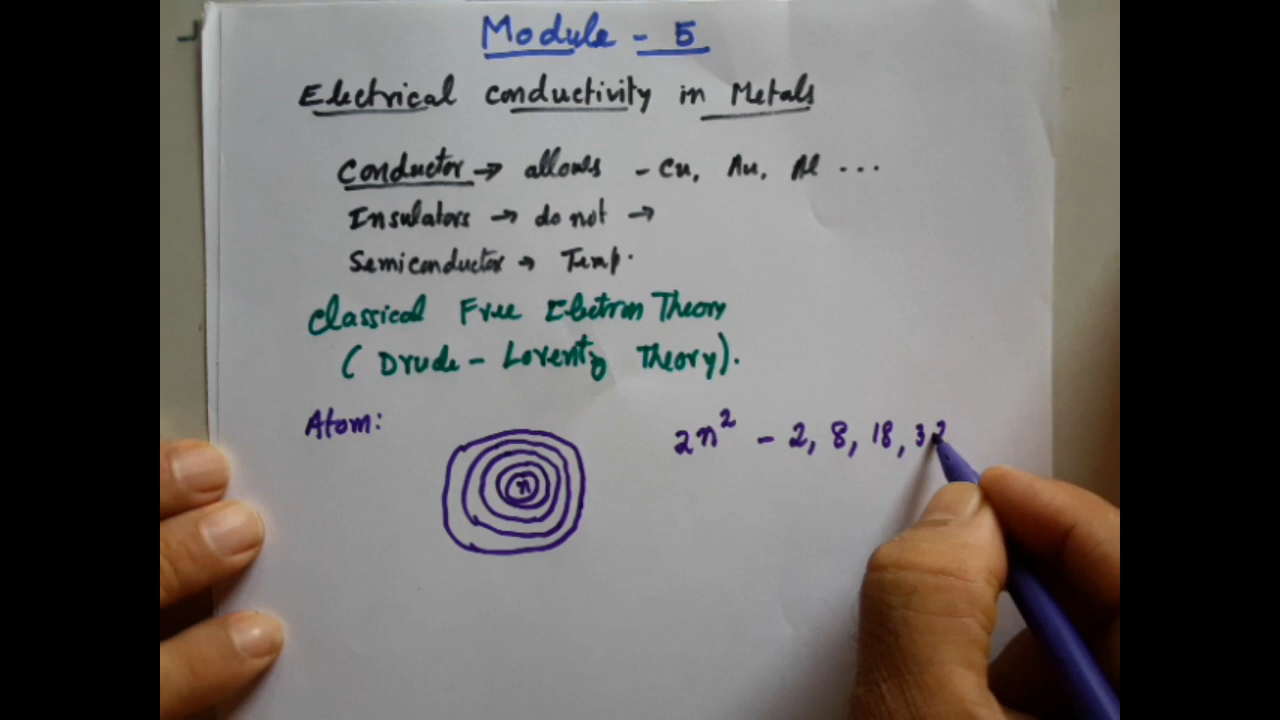 Module - 5
Electrical conductivity in Metals
Conductor → allows - Cu, Au, Al ...
Insulators → do not →
Semiconductor → Temp.
Classical Free Electron Theory
(Drude - Lorentz Theory).
Atom:
n
2n² - 2, 8, 18, 32